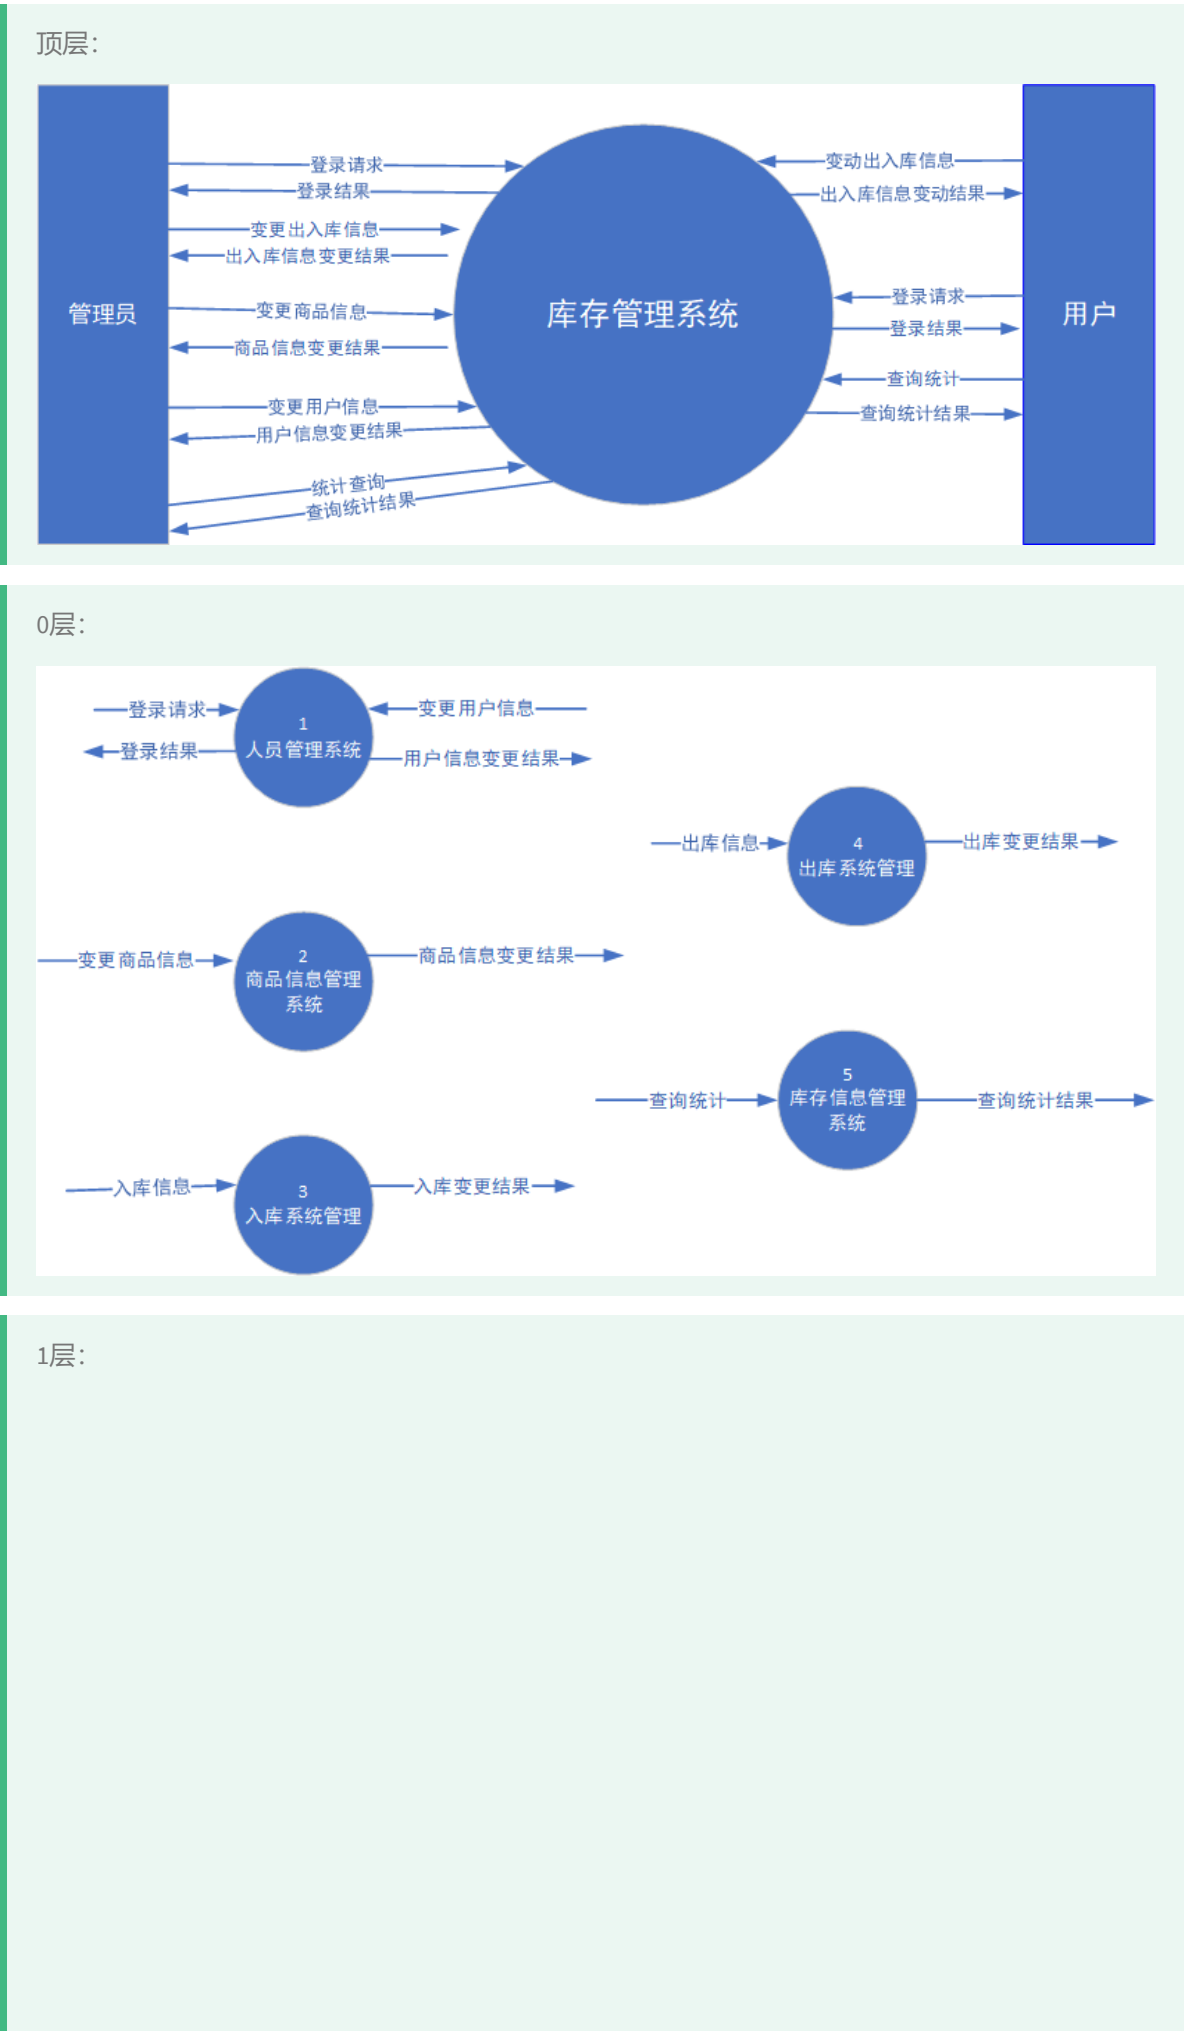 顶层：
管理员
登录请求
登录结果
变更出入库信息
出入库信息变更结果
变更商品信息
商品信息变更结果
变更用户信息
用户信息变更结果
统计查询
查询统计结果
库存管理系统
变动出入库信息
出入库信息变动结果
登录请求
登录结果
查询统计
查询统计结果
用户
0层：
登录请求
登录结果
1
人员管理系统
变更用户信息
用户信息变更结果
出库信息
4
出库系统管理
出库变更结果
变更商品信息
2
商品信息管理
系统
商品信息变更结果
查询统计
5
库存信息管理
系统
查询统计结果
入库信息
3
入库系统管理
入库变更结果
1层：